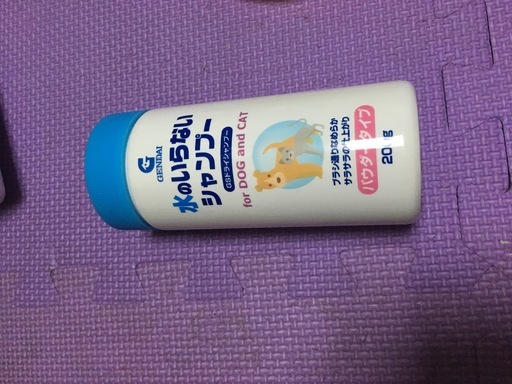 G
GENDAI
水のいらない
シャンプー
GSドライシャンプー
for DOG and CAT
ブラシ通りなめらか
サラサラの仕上がり
パウダータイプ
200g